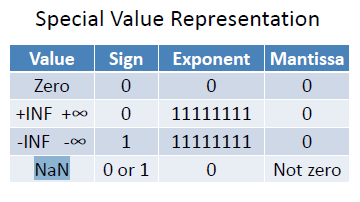 Special Value Representation
Value Sign Exponent Mantissa
Zero 0 0 0
+INF +∞ 0 11111111 0
-INF -∞ 1 11111111 0
NaN 0 or 1 0 Not zero